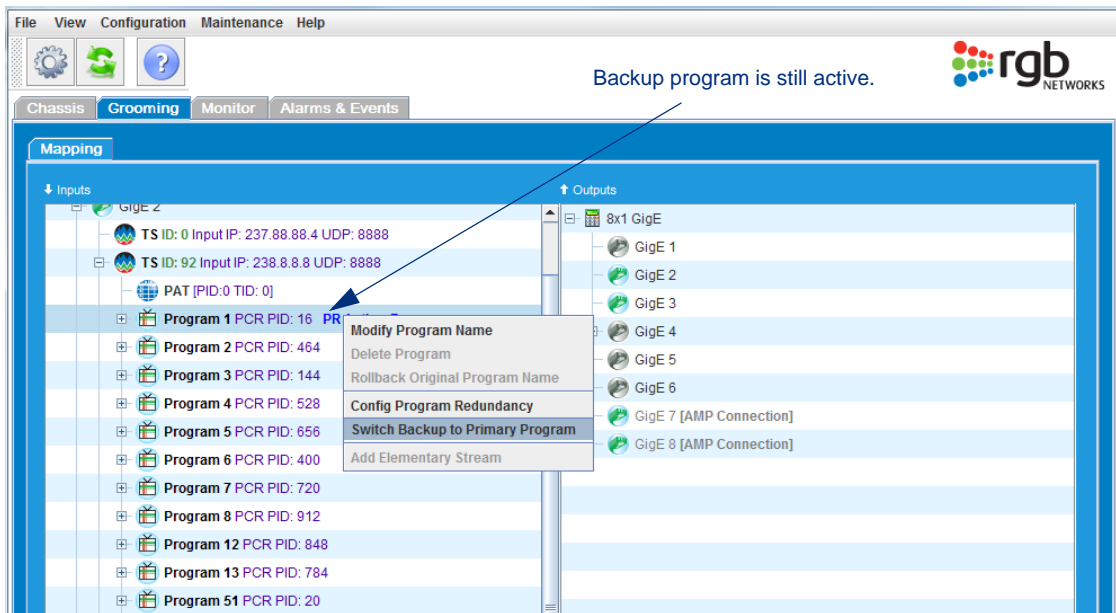 File View Configuration Maintenance Help
rgb
NETWORKS
Backup program is still active.
Chassis Grooming Monitor Alarms & Events
Mapping
Inputs
Outputs
GigE 2
TS ID: 0 Input IP: 237.88.88.4 UDP: 8888
TS ID: 92 Input IP: 238.8.8.8 UDP: 8888
PAT [PID:0 TID: 0]
Program 1 PCR PID: 16 PR
Program 2 PCR PID: 464
Program 3 PCR PID: 144
Program 4 PCR PID: 528
Program 5 PCR PID: 656
Program 6 PCR PID: 400
Program 7 PCR PID: 720
Program 8 PCR PID: 912
Program 12 PCR PID: 848
Program 13 PCR PID: 784
Program 51 PCR PID: 20
Modify Program Name
Delete Program
Rollback Original Program Name
Config Program Redundancy
Switch Backup to Primary Program
Add Elementary Stream
8x1 GigE
GigE 1
GigE 2
GigE 3
GigE 4
GigE 5
GigE 6
GigE 7 [AMP Connection]
GigE 8 [AMP Connection]